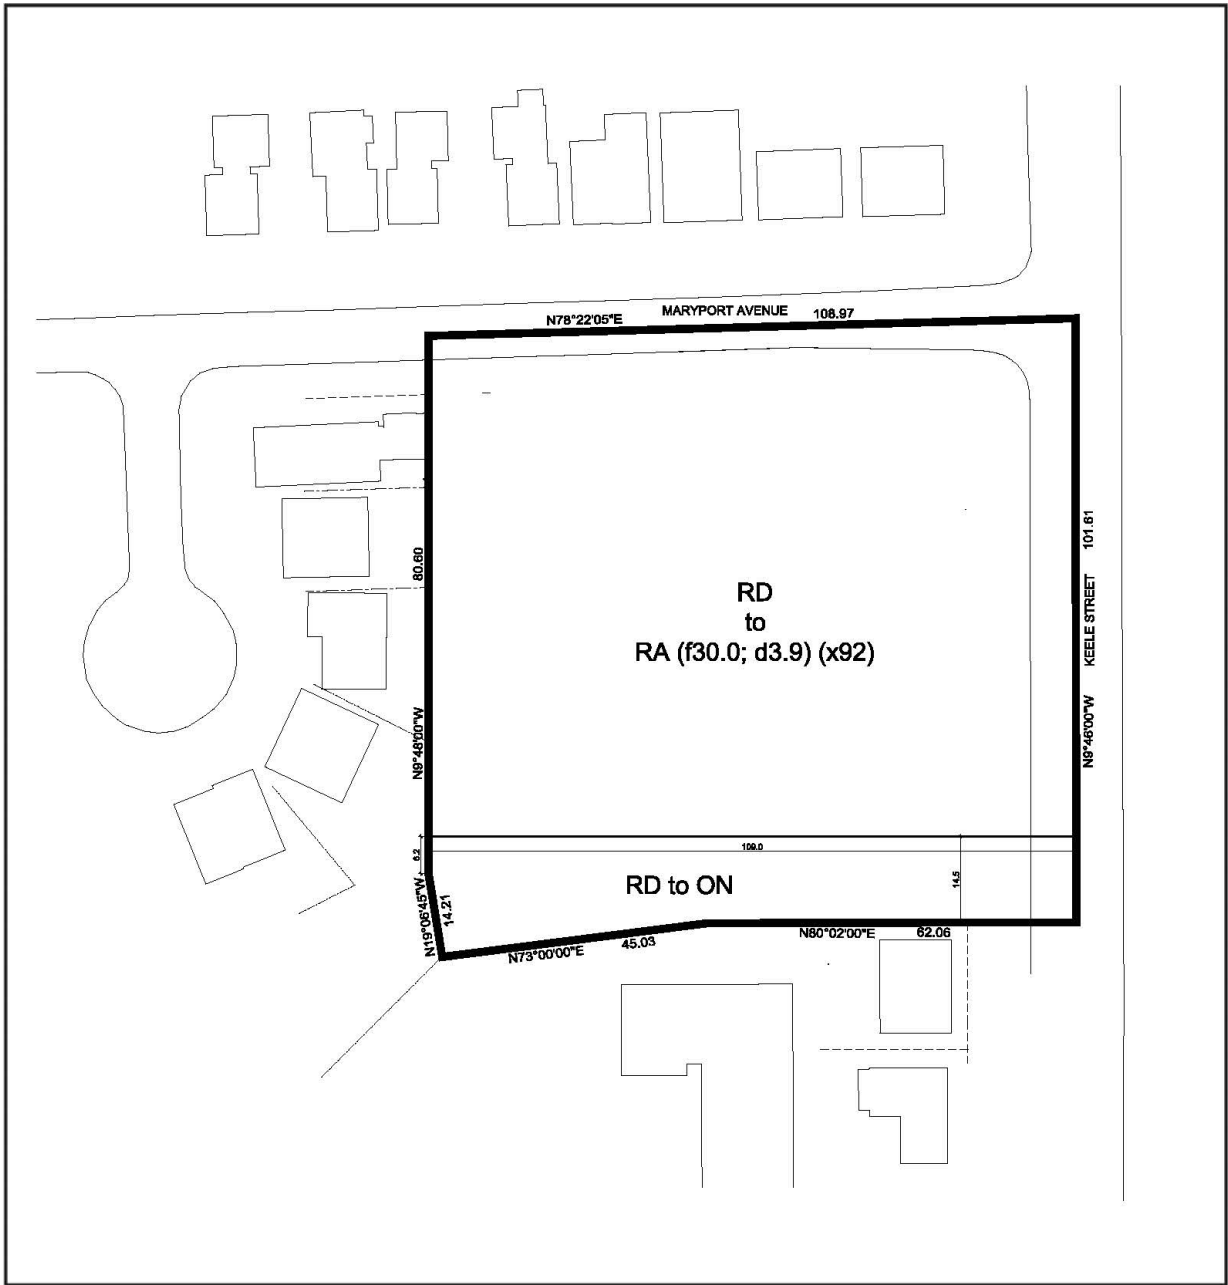 N78°22'05"E MARYPORT AVENUE 108.97
80.60
N9°48'00"W
RD
to
RA (f30.0; d3.9) (x92)
101.61
KEELE STREET
N9°46'00"W
6.2
109.0
14.5
RD to ON
N19°06'45"W
14.21
N73°00'00"E 45.03
N80°02'00"E 62.06